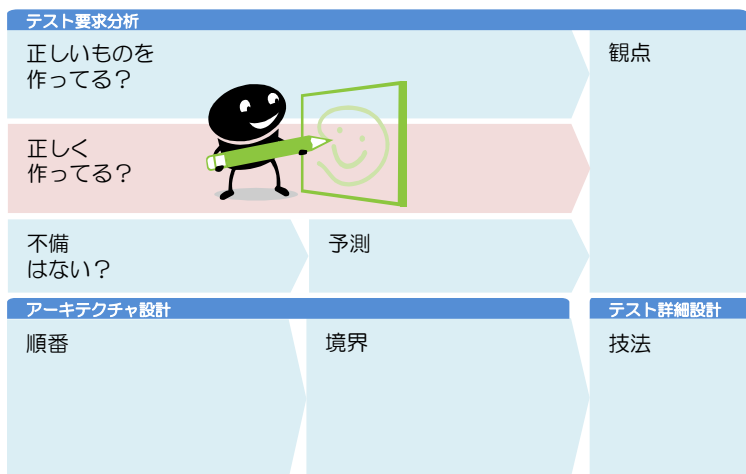 テスト要求分析
正しいものを
作ってる？
観点
正しく
作ってる？
不備
はない？
予測
アーキテクチャ設計
テスト詳細設計
順番
境界
技法